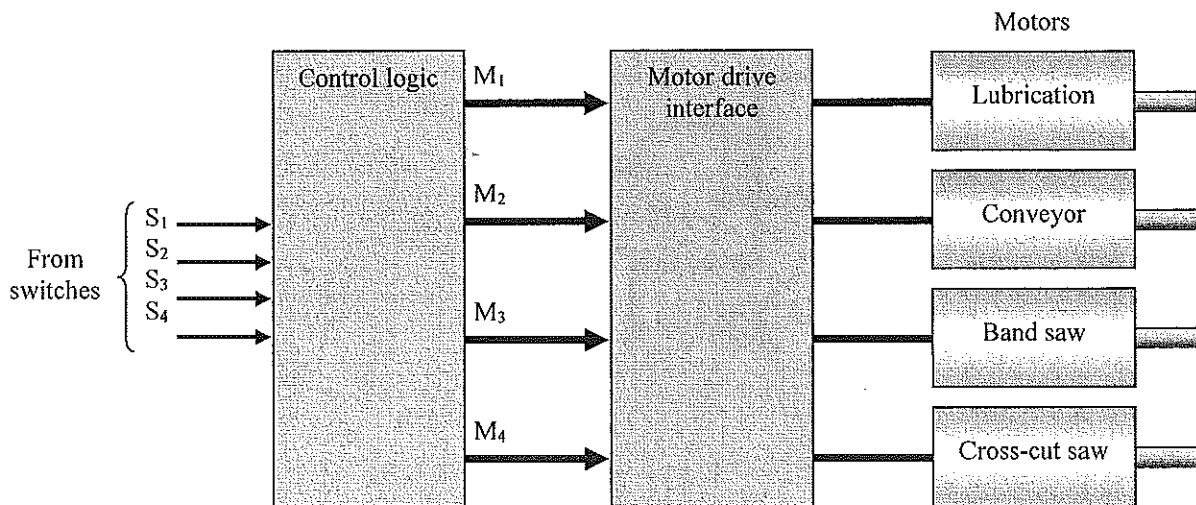 Motors
Control logic
M₁
Motor drive
interface
Lubrication
M₂
Conveyor
From
switches
S₁
S₂
S₃
S₄
M₃
Band saw
M₄
Cross-cut saw